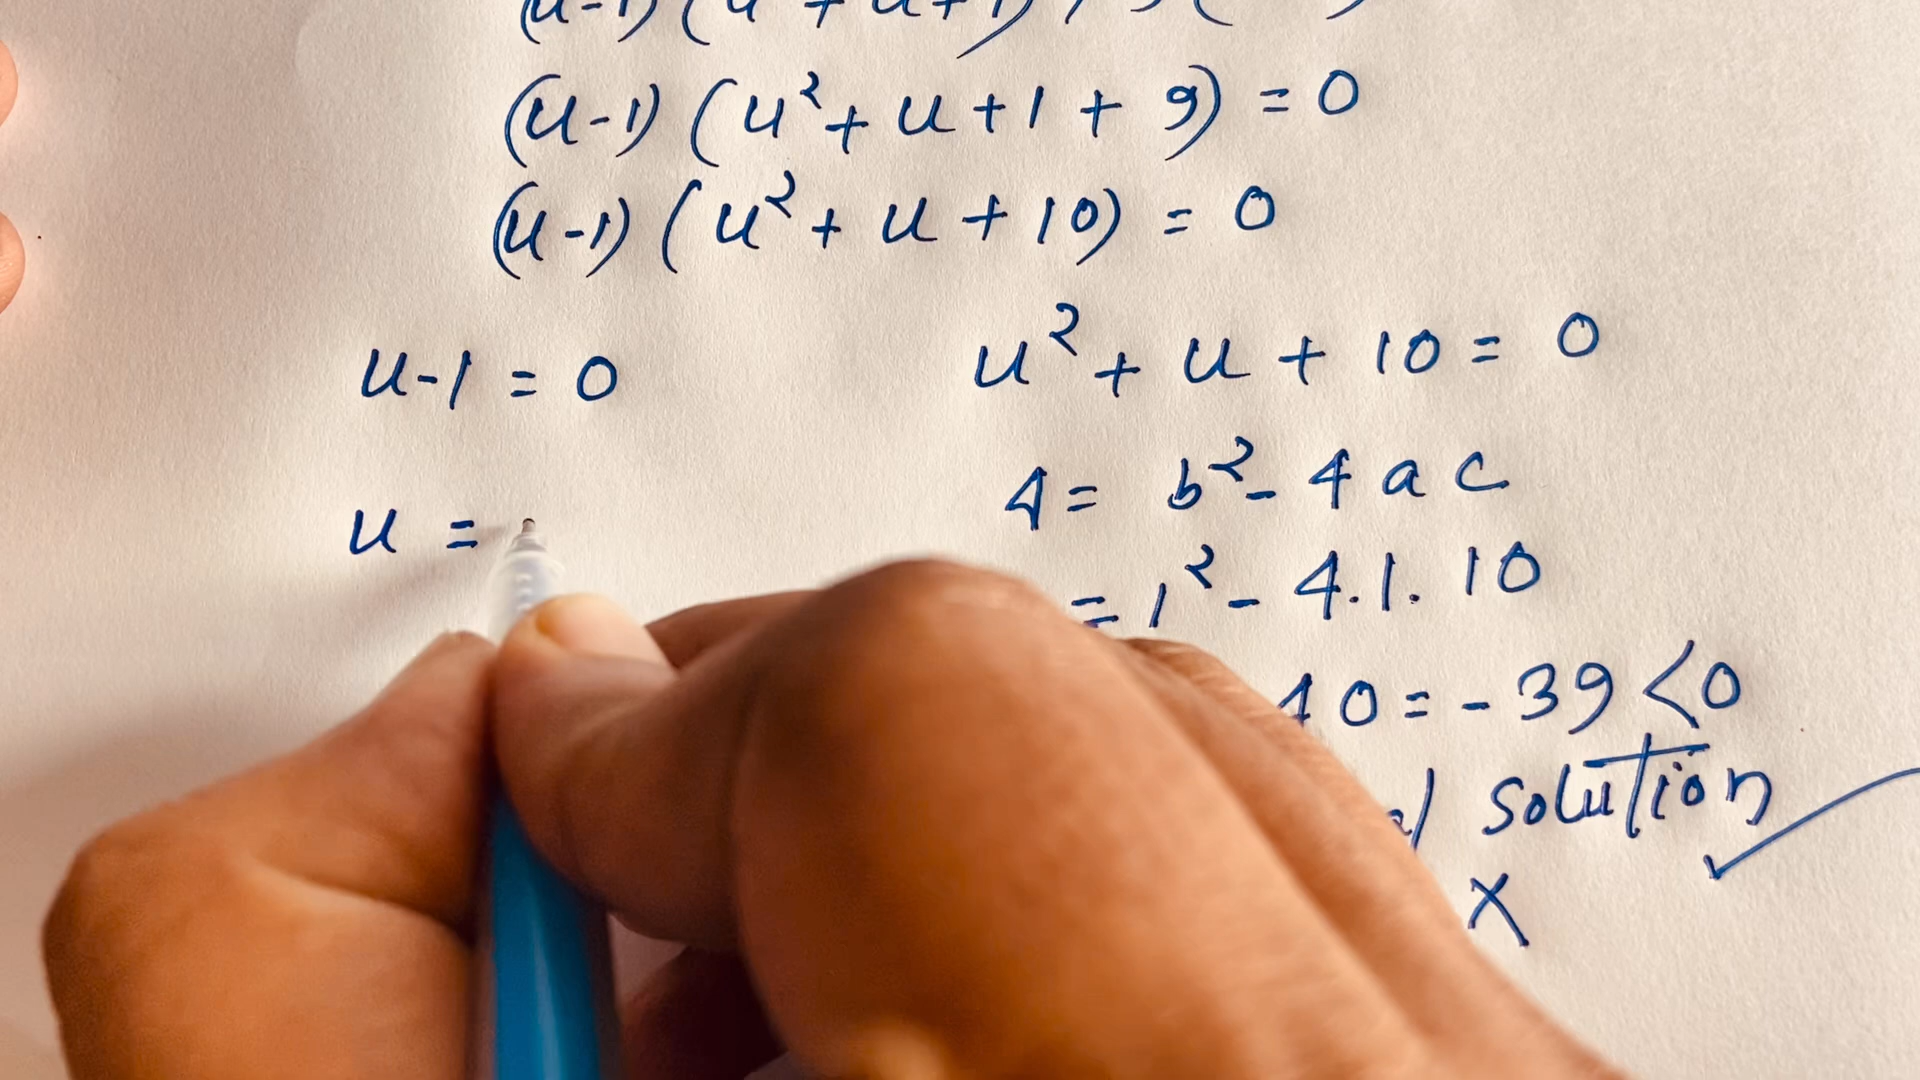 (u-1)(u²+u+1+9)=0
(u-1)(u²+u+10)=0
u-1=0
u=
u²+u+10=0
Δ=b²-4ac
=1²-4.1.10
40=-39<0
solution
X